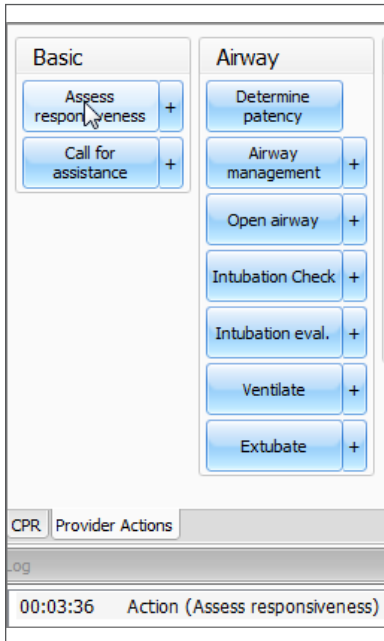 Basic
Assess
responsiveness +
Call for
assistance +
Airway
Determine
patency
Airway
management +
Open airway +
Intubation Check +
Intubation eval. +
Ventilate +
Extubate +
CPR Provider Actions
Log
00:03:36 Action (Assess responsiveness)